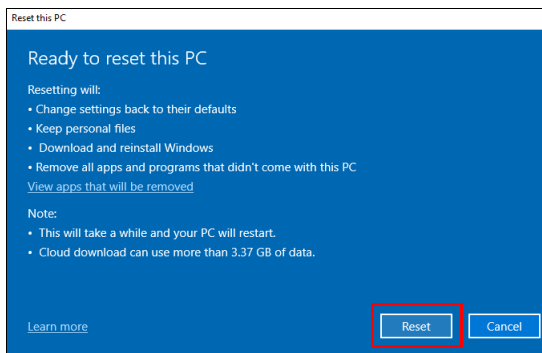 Reset this PC
Ready to reset this PC
Resetting will:
• Change settings back to their defaults
• Keep personal files
• Download and reinstall Windows
• Remove all apps and programs that didn't come with this PC
View apps that will be removed
Note:
• This will take a while and your PC will restart.
• Cloud download can use more than 3.37 GB of data.
Learn more
Reset
Cancel